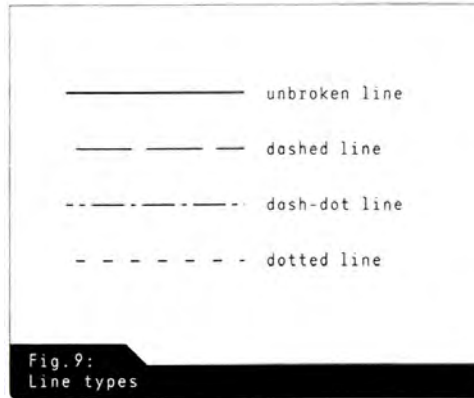 unbroken line
dashed line
dash-dot line
dotted line
Fig.9:
Line types